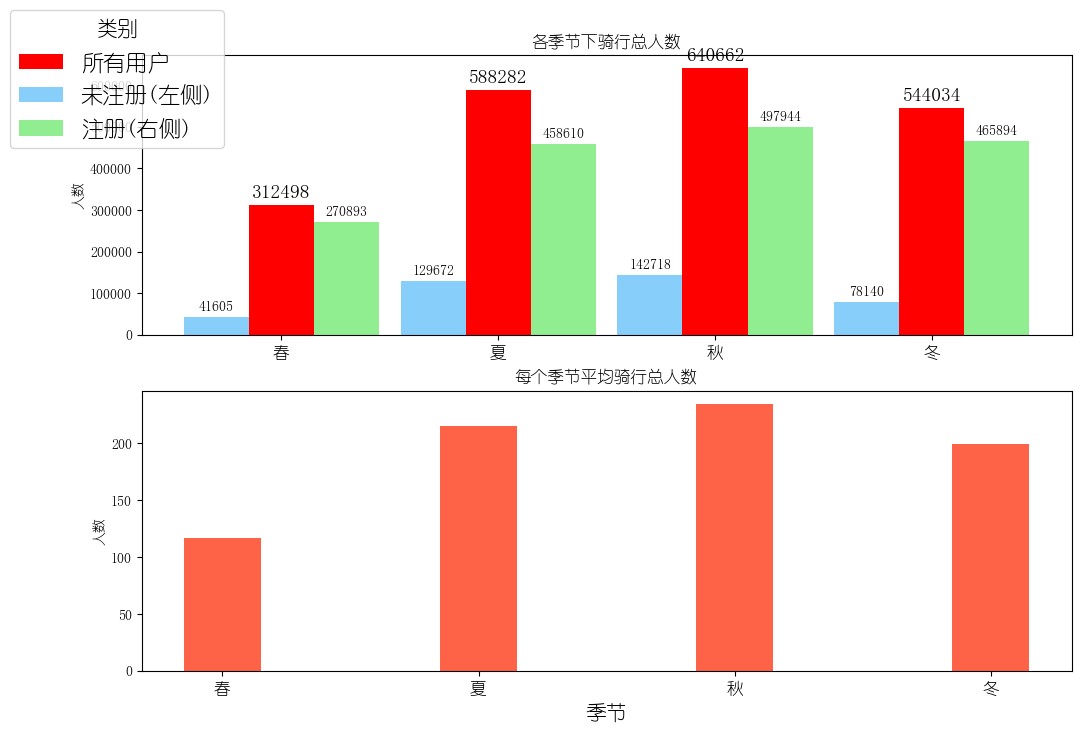 类别
所有用户
未注册(左侧)
注册(右侧)
各季节下骑行总人数
人数
400000
300000
200000
100000
0
41605
312498
270893
129672
588282
458610
142718
640662
497944
78140
544034
465894
春
夏
秋
冬
每个季节平均骑行总人数
人数
200
150
100
50
0
春
夏
秋
冬
季节